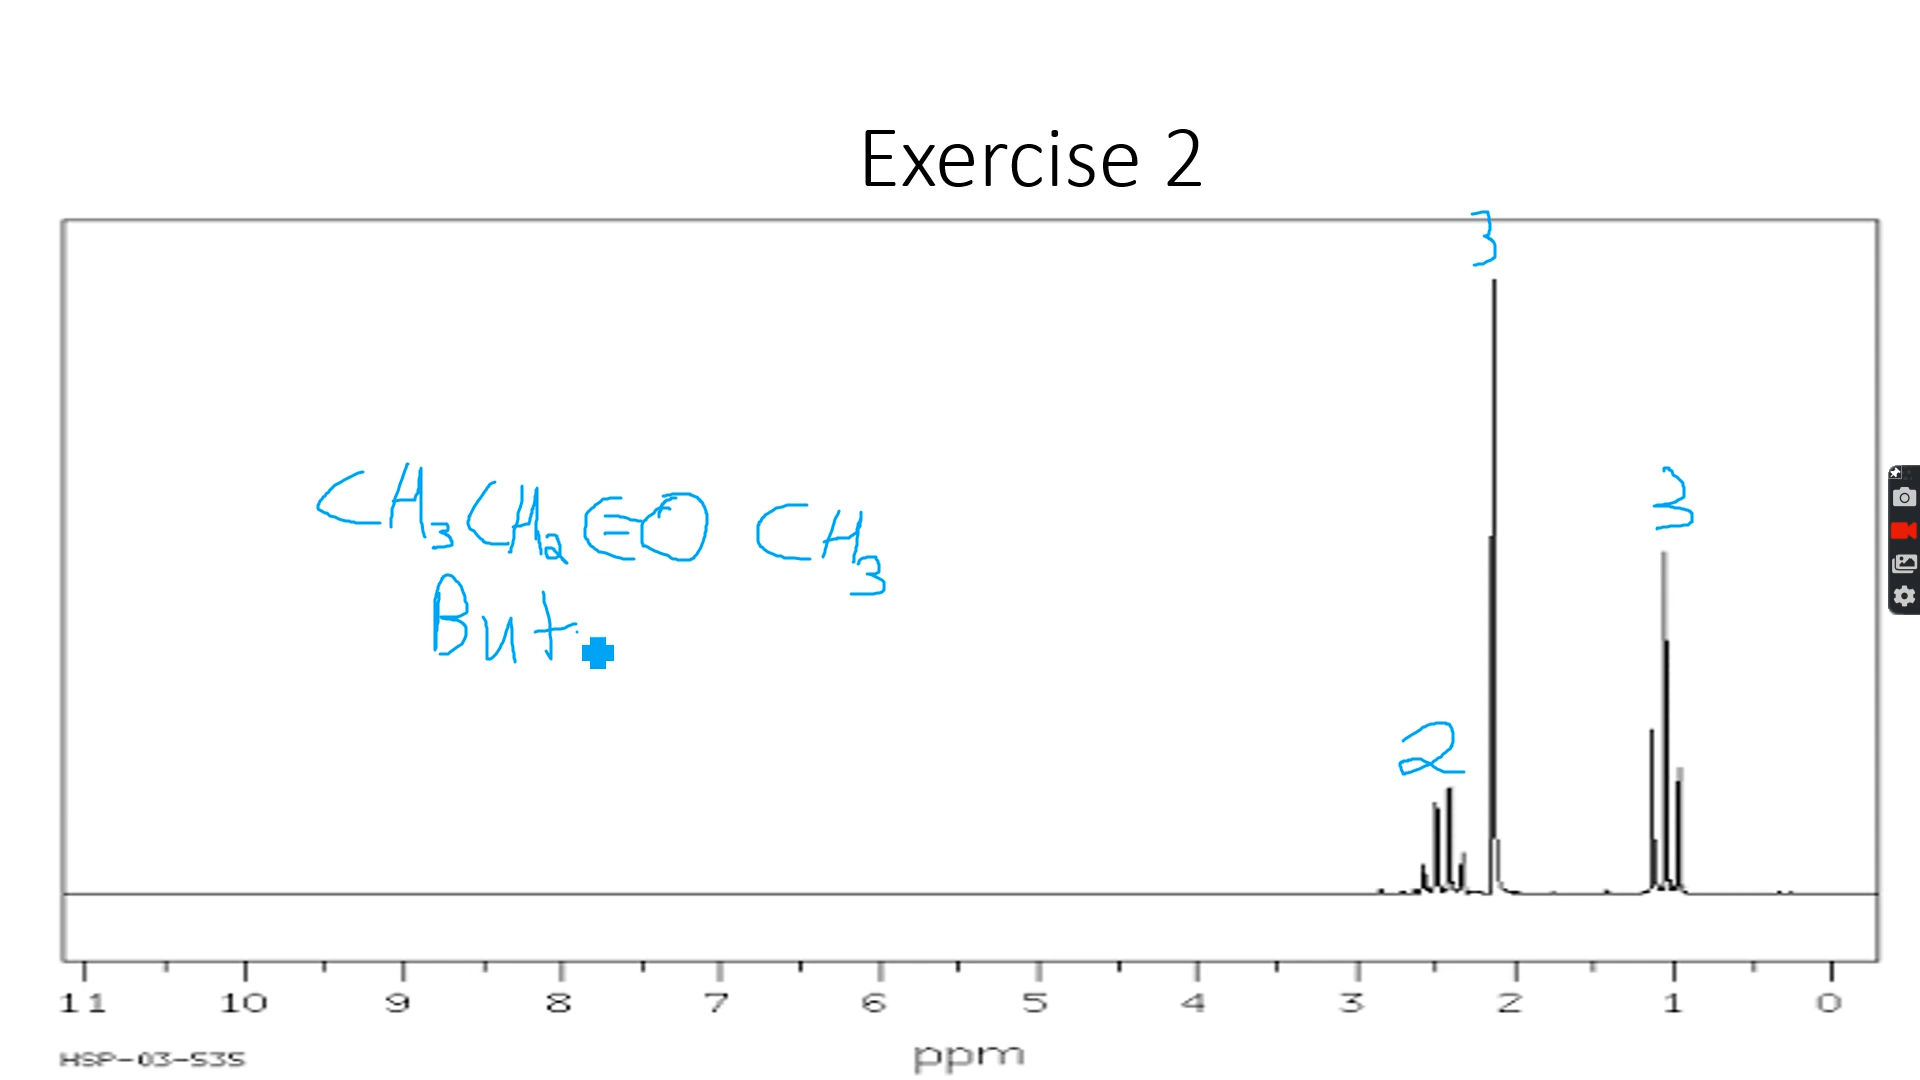 Exercise 2
3
3
CH3CH2C=O CH3
But
2
11 10 9 8 7 6 5 4 3 2 1 0
HSP-03-535
ppm